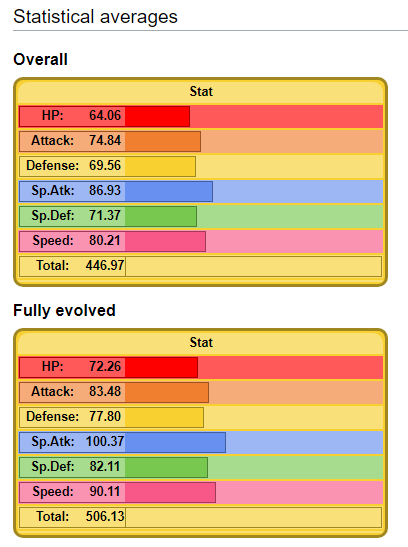 Statistical averages
Overall
Stat
HP: 64.06
Attack: 74.84
Defense: 69.56
Sp.Atk: 86.93
Sp.Def: 71.37
Speed: 80.21
Total: 446.97
Fully evolved
Stat
HP: 72.26
Attack: 83.48
Defense: 77.80
Sp.Atk: 100.37
Sp.Def: 82.11
Speed: 90.11
Total: 506.13